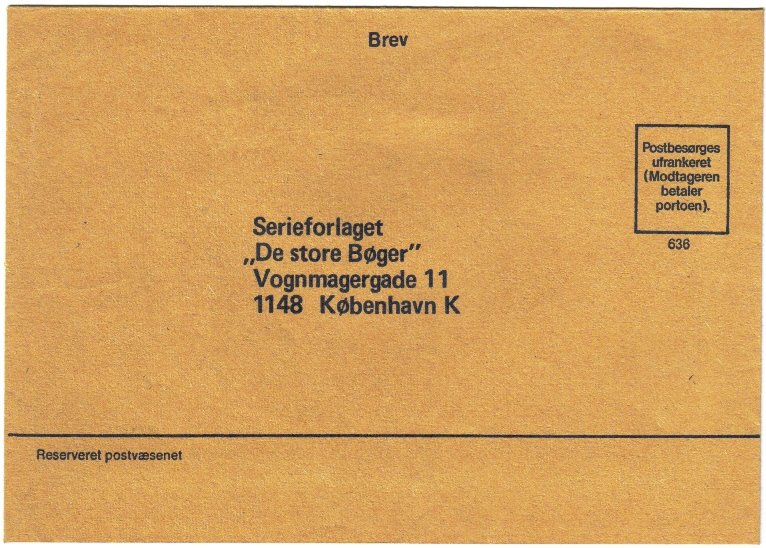 Brev
Postbesørges
ufrankeret
(Modtageren
betaler
portoen).
636
Serieforlaget
„De store Bøger”
Vognmagergade 11
1148 København K
Reserveret postvæsenet